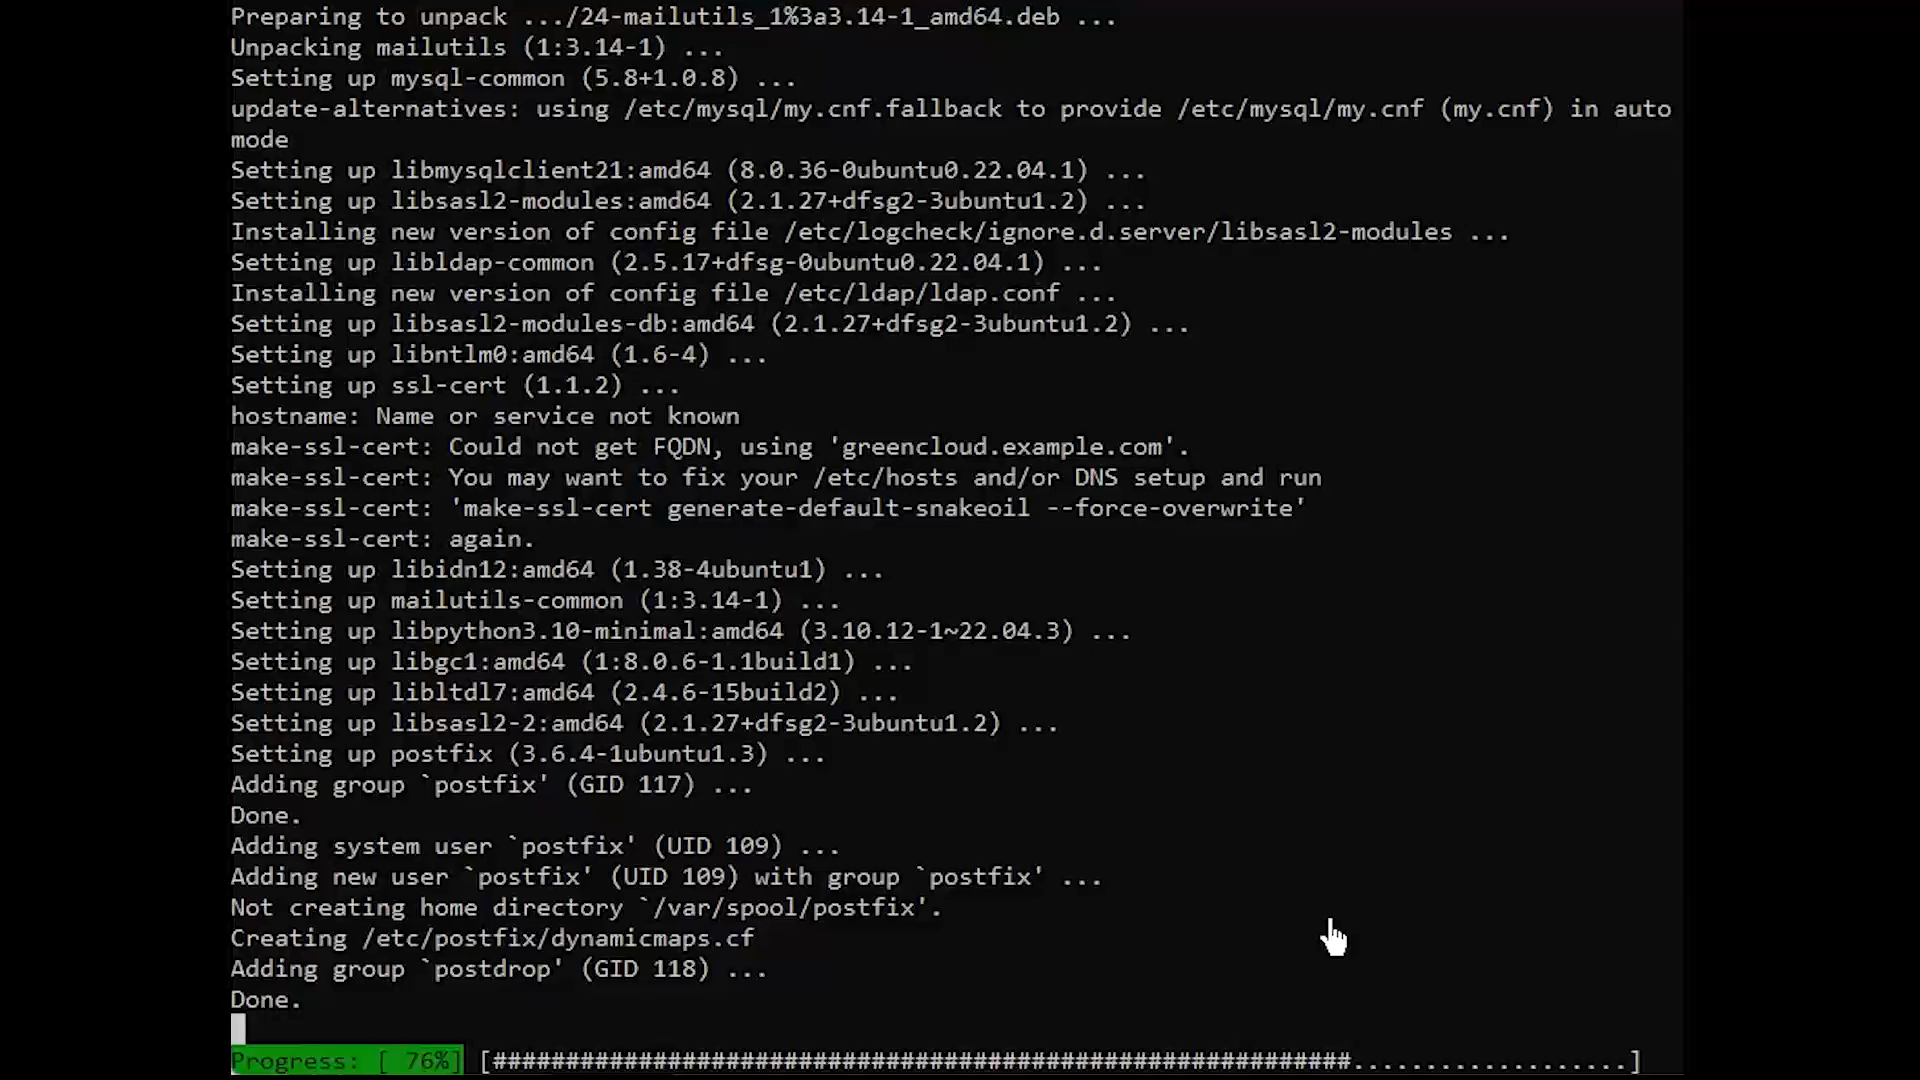 Preparing to unpack .../24-mailutils_1%3a3.14-1_amd64.deb ...
Unpacking mailutils (1:3.14-1) ...
Setting up mysql-common (5.8+1.0.8) ...
update-alternatives: using /etc/mysql/my.cnf.fallback to provide /etc/mysql/my.cnf (my.cnf) in auto
mode
Setting up libmysqlclient21:amd64 (8.0.36-0ubuntu0.22.04.1) ...
Setting up libsasl2-modules:amd64 (2.1.27+dfsg2-3ubuntu1.2) ...
Installing new version of config file /etc/logcheck/ignore.d.server/libsasl2-modules ...
Setting up libldap-common (2.5.17+dfsg-0ubuntu0.22.04.1) ...
Installing new version of config file /etc/ldap/ldap.conf ...
Setting up libsasl2-modules-db:amd64 (2.1.27+dfsg2-3ubuntu1.2) ...
Setting up libntlm0:amd64 (1.6-4) ...
Setting up ssl-cert (1.1.2) ...
hostname: Name or service not known
make-ssl-cert: Could not get FQDN, using 'greencloud.example.com'.
make-ssl-cert: You may want to fix your /etc/hosts and/or DNS setup and run
make-ssl-cert: 'make-ssl-cert generate-default-snakeoil --force-overwrite'
make-ssl-cert: again.
Setting up libidn12:amd64 (1.38-4ubuntu1) ...
Setting up mailutils-common (1:3.14-1) ...
Setting up libpython3.10-minimal:amd64 (3.10.12-1~22.04.3) ...
Setting up libgc1:amd64 (1:8.0.6-1.1build1) ...
Setting up libltdl7:amd64 (2.4.6-15build2) ...
Setting up libsasl2-2:amd64 (2.1.27+dfsg2-3ubuntu1.2) ...
Setting up postfix (3.6.4-1ubuntu1.3) ...
Adding group `postfix' (GID 117) ...
Done.
Adding system user `postfix' (UID 109) ...
Adding new user `postfix' (UID 109) with group `postfix' ...
Not creating home directory `/var/spool/postfix'.
Creating /etc/postfix/dynamicmaps.cf
Adding group `postdrop' (GID 118) ...
Done.
Progress: [ 76%] [###########################################################...................]